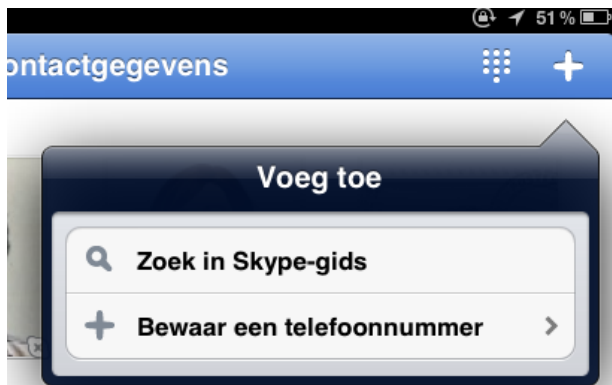 51 %
ontactgegevens
Voeg toe
Zoek in Skype-gids
Bewaar een telefoonnummer